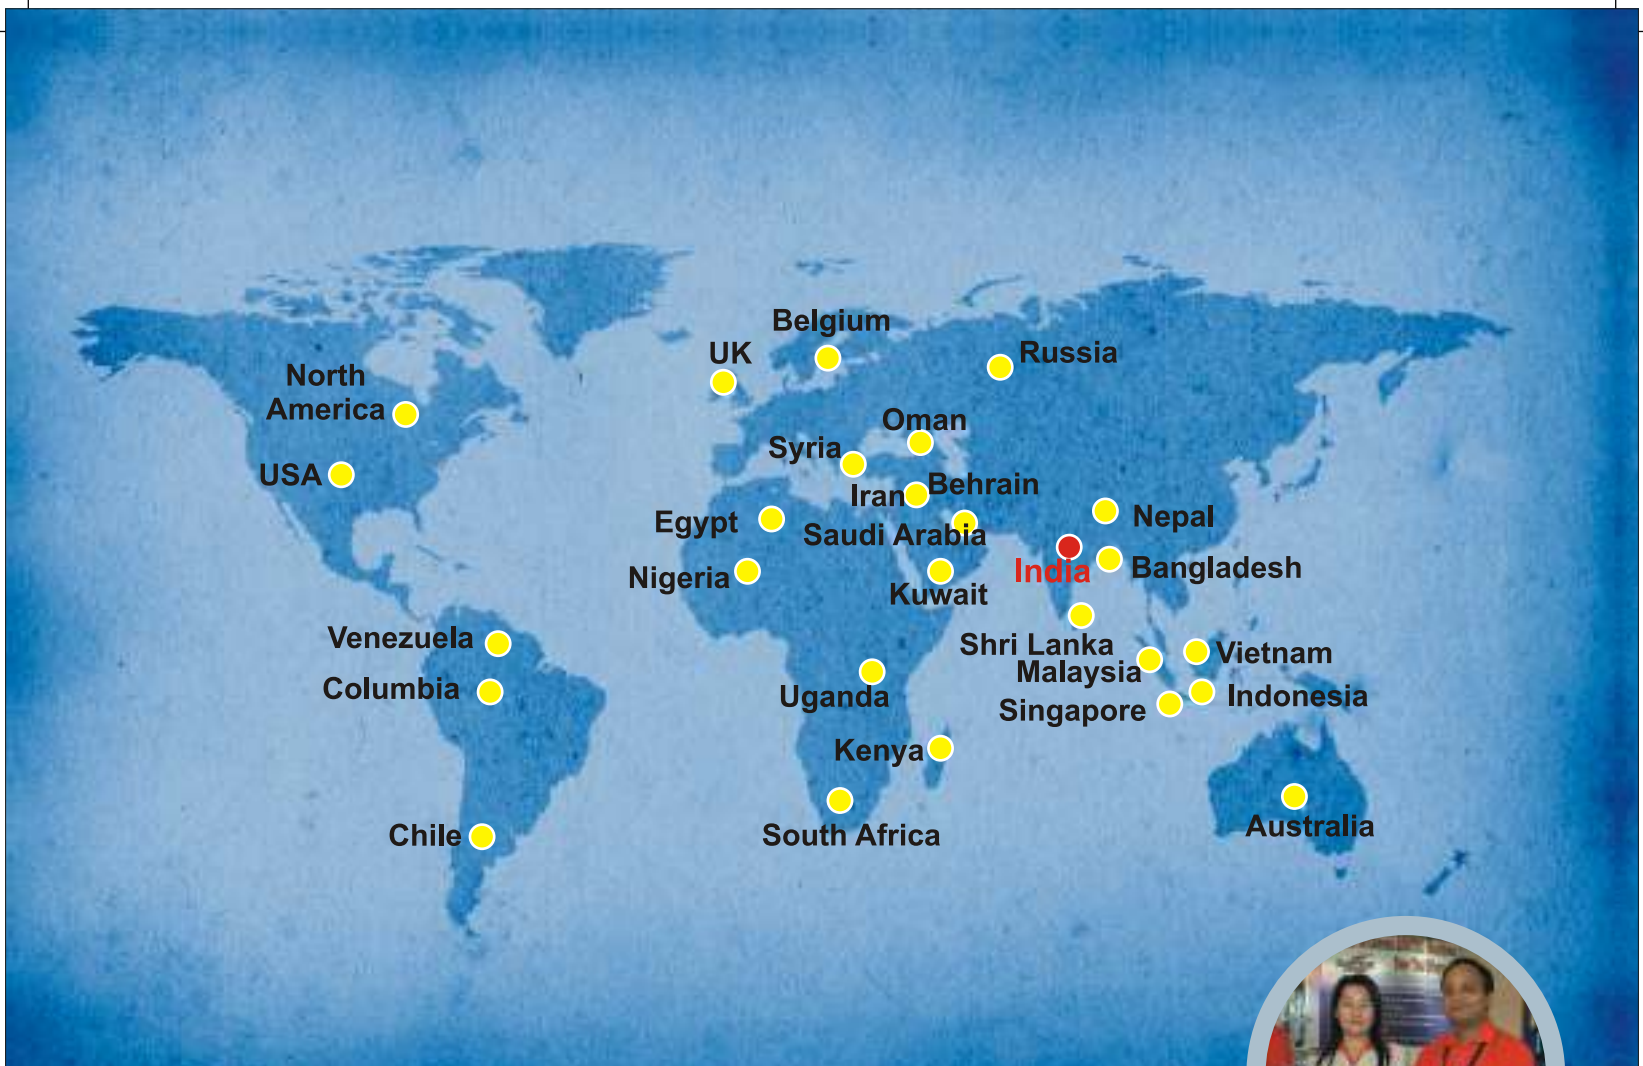 Belgium
UK
Russia
North
America
Oman
Syria
USA
Iran
Behrain
Egypt
Saudi Arabia
Nepal
Nigeria
India
Bangladesh
Kuwait
Venezuela
Shri Lanka
Vietnam
Malaysia
Columbia
Uganda
Indonesia
Singapore
Kenya
Chile
South Africa
Australia